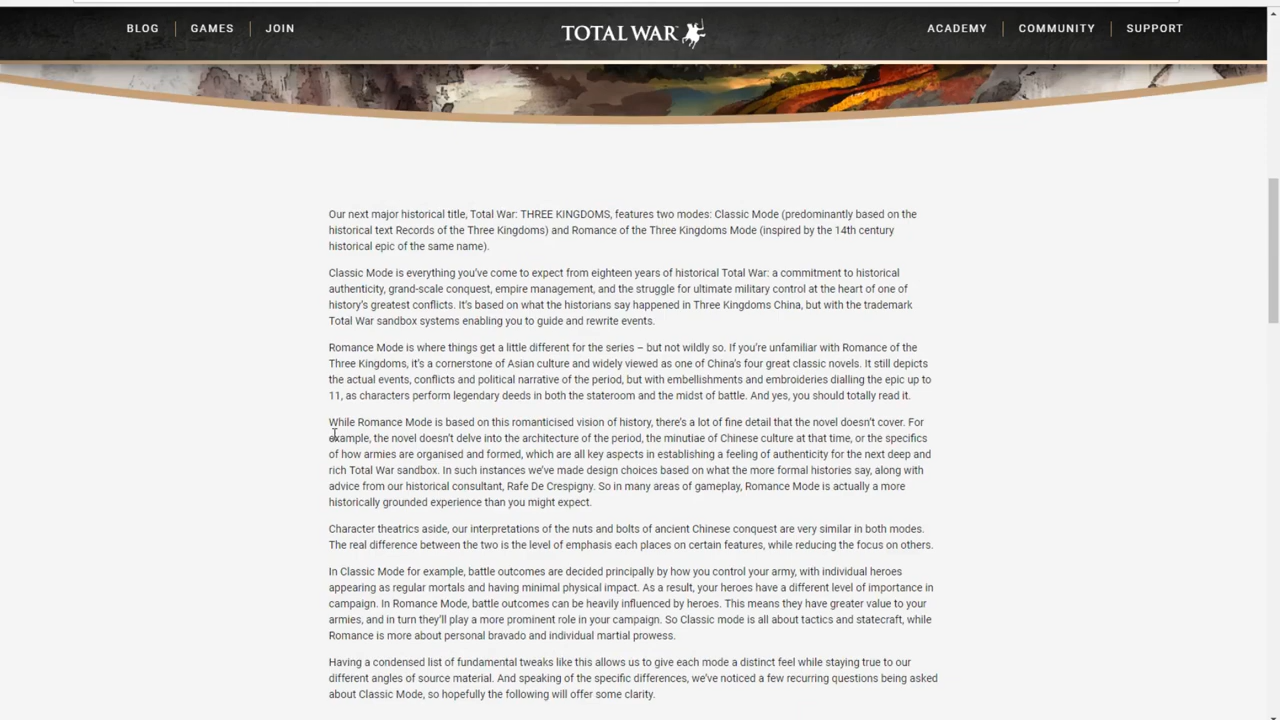 BLOG
GAMES
JOIN
TOTAL WAR
ACADEMY
COMMUNITY
SUPPORT
Our next major historical title, Total War: THREE KINGDOMS, features two modes: Classic Mode (predominantly based on the
historical text Records of the Three Kingdoms) and Romance of the Three Kingdoms Mode (inspired by the 14th century
historical epic of the same name).
Classic Mode is everything you've come to expect from eighteen years of historical Total War: a commitment to historical
authenticity, grand-scale conquest, empire management, and the struggle for ultimate military control at the heart of one of
history's greatest conflicts. It's based on what the historians say happened in Three Kingdoms China, but with the trademark
Total War sandbox systems enabling you to guide and rewrite events.
Romance Mode is where things get a little different for the series – but not wildly so. If you're unfamiliar with Romance of the
Three Kingdoms, it's a cornerstone of Asian culture and widely viewed as one of China's four great classic novels. It still depicts
the actual events, conflicts and political narrative of the period, but with embellishments and embroideries dialling the epic up to
11, as characters perform legendary deeds in both the stateroom and the midst of battle. And yes, you should totally read it.
While Romance Mode is based on this romanticised vision of history, there's a lot of fine detail that the novel doesn't cover. For
example, the novel doesn't delve into the architecture of the period, the minutiae of Chinese culture at that time, or the specifics
of how armies are organised and formed, which are all key aspects in establishing a feeling of authenticity for the next deep and
rich Total War sandbox. In such instances we've made design choices based on what the more formal histories say, along with
advice from our historical consultant, Rafe De Crespigny. So in many areas of gameplay, Romance Mode is actually a more
historically grounded experience than you might expect.
Character theatrics aside, our interpretations of the nuts and bolts of ancient Chinese conquest are very similar in both modes.
The real difference between the two is the level of emphasis each places on certain features, while reducing the focus on others.
In Classic Mode for example, battle outcomes are decided principally by how you control your army, with individual heroes
appearing as regular mortals and having minimal physical impact. As a result, your heroes have a different level of importance in
campaign. In Romance Mode, battle outcomes can be heavily influenced by heroes. This means they have greater value to your
armies, and in turn they'll play a more prominent role in your campaign. So Classic mode is all about tactics and statecraft, while
Romance is more about personal bravado and individual martial prowess.
Having a condensed list of fundamental tweaks like this allows us to give each mode a distinct feel while staying true to our
different angles of source material. And speaking of the specific differences, we've noticed a few recurring questions being asked
about Classic Mode, so hopefully the following will offer some clarity.